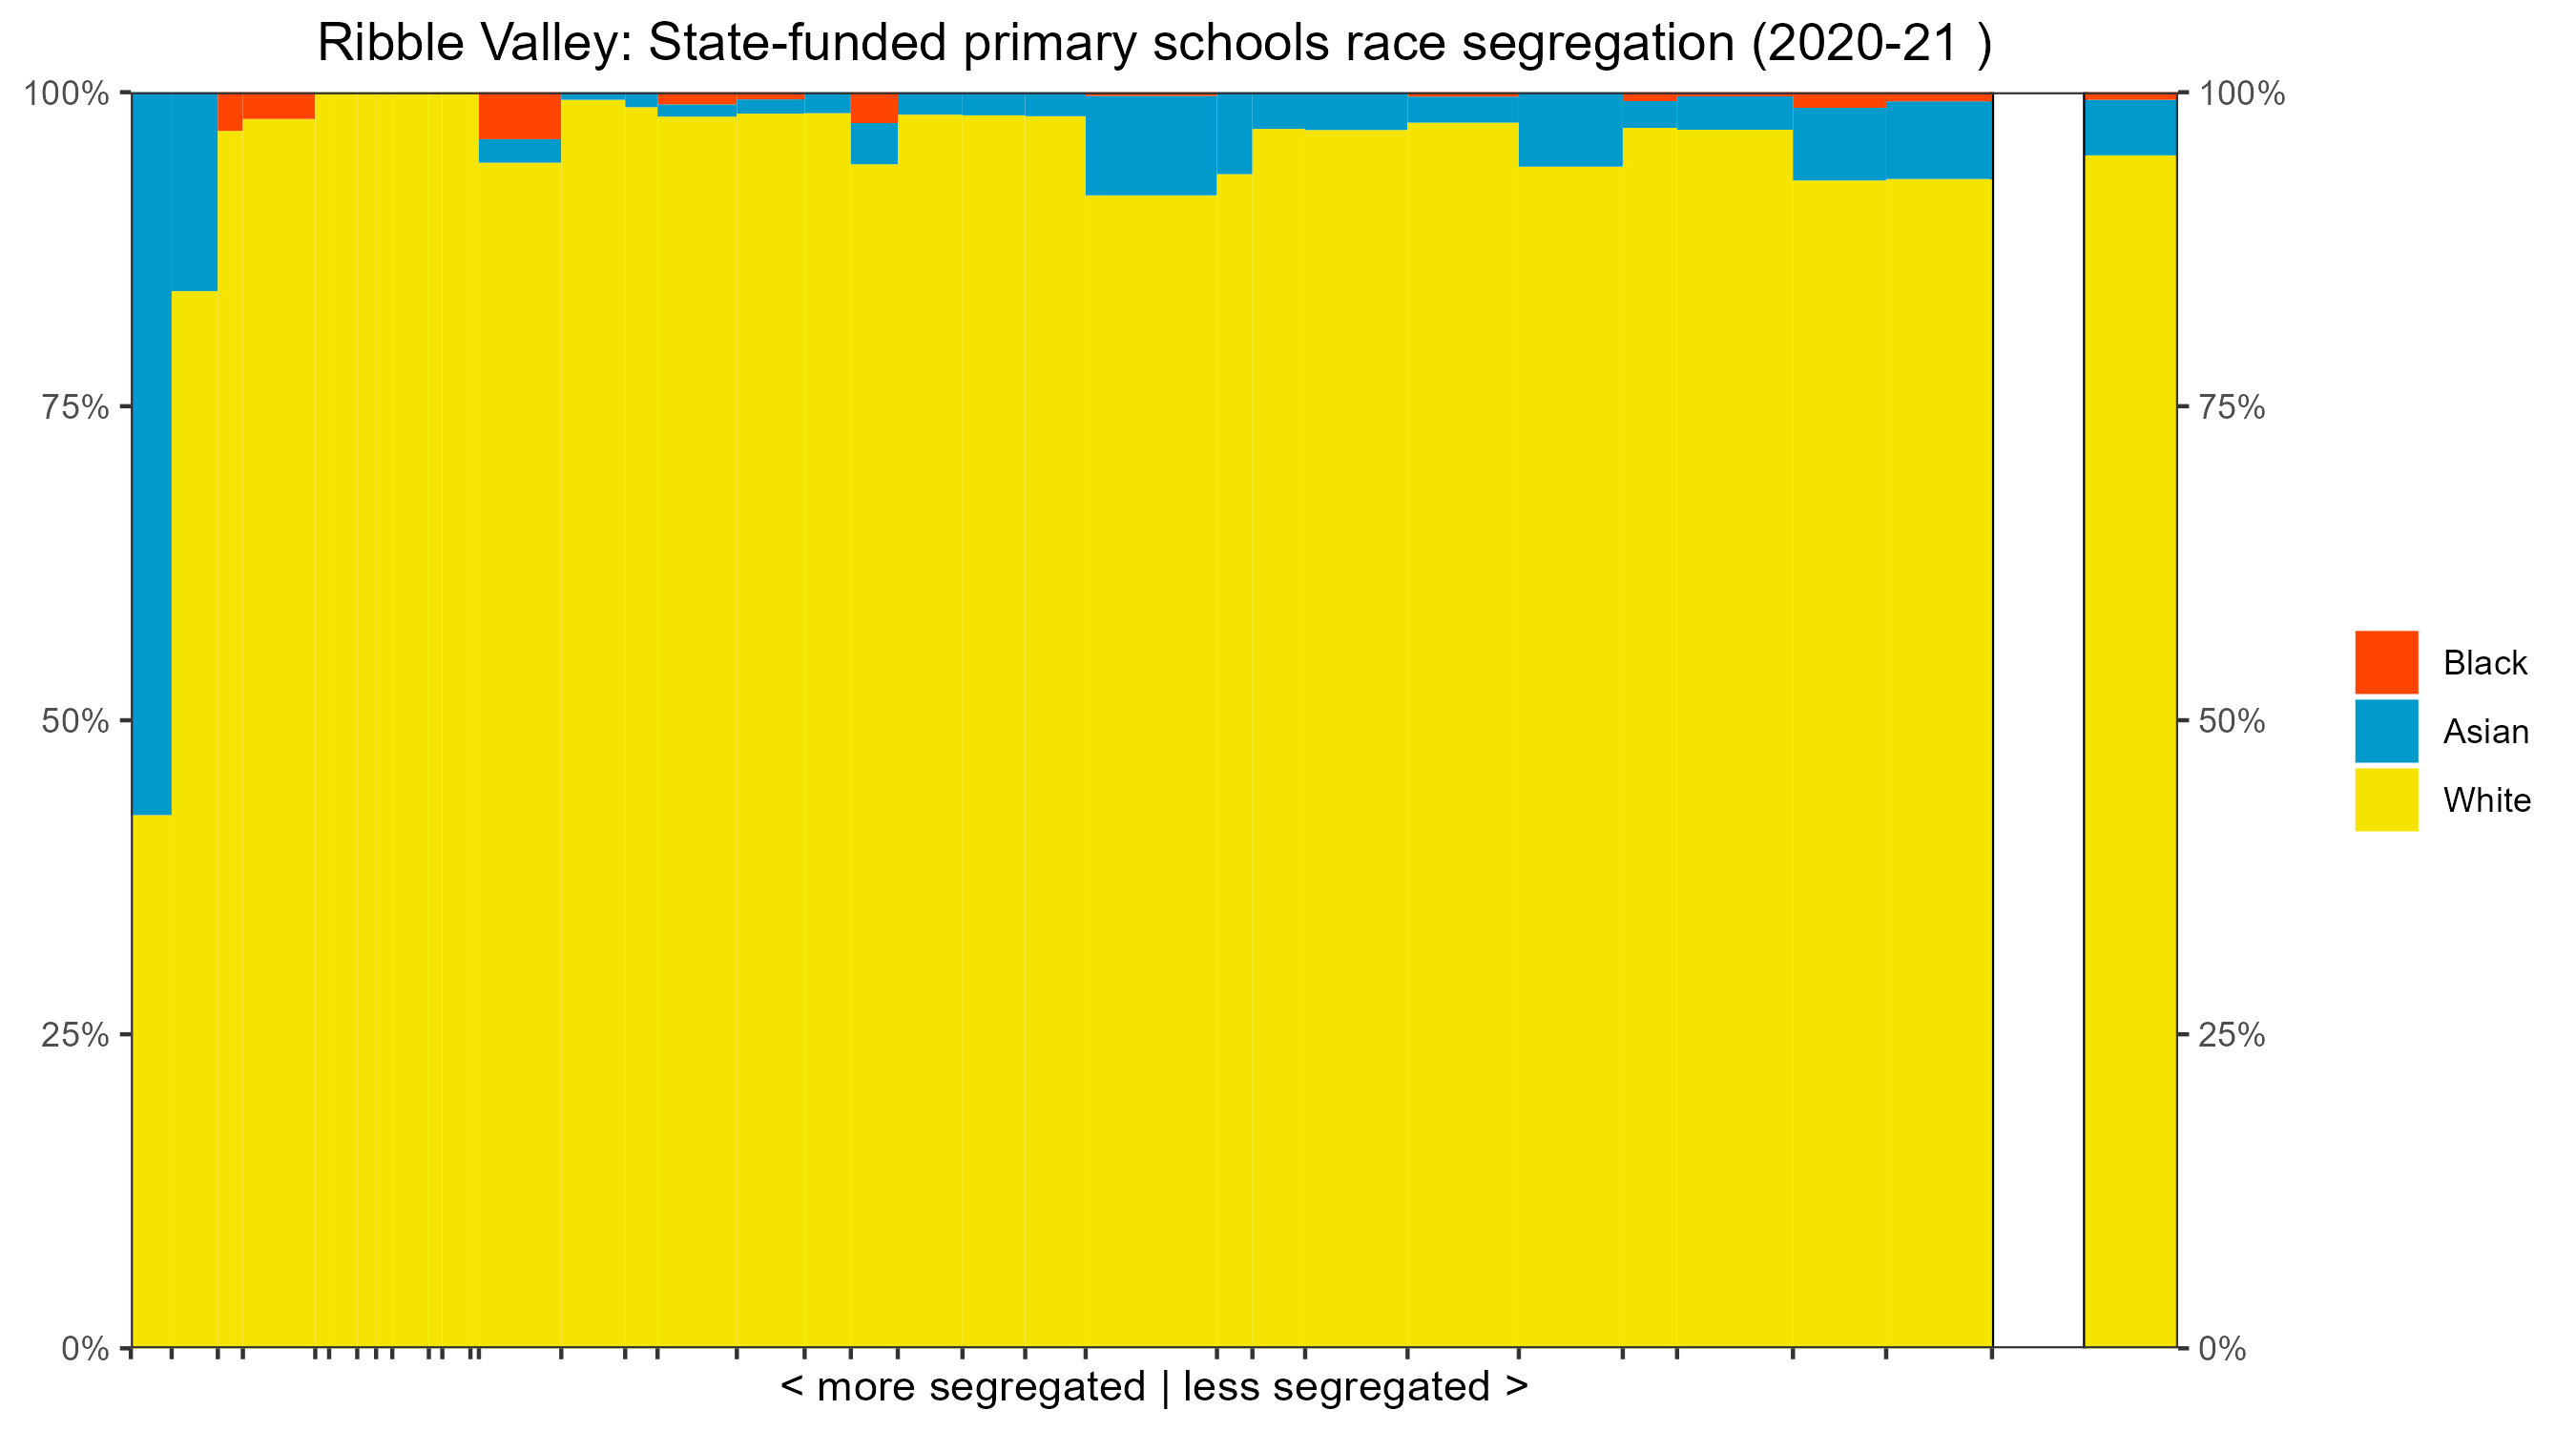 Ribble Valley: State-funded primary schools race segregation (2020-21 )
100%
75%
50%
25%
0%
100%
75%
50%
25%
0%
Black
Asian
White
< more segregated | less segregated >